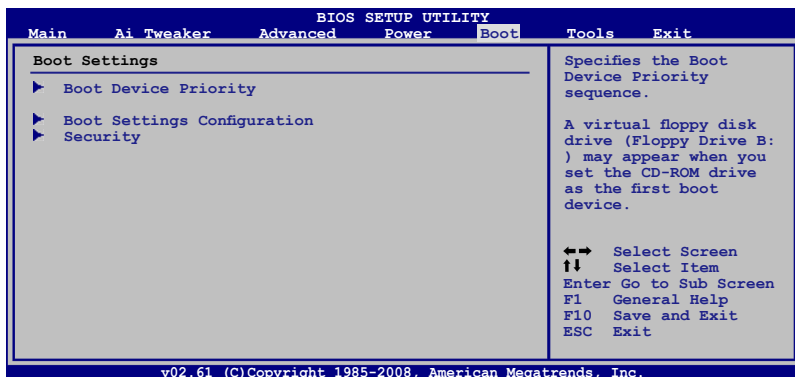 BIOS SETUP UTILITY
Main Ai Tweaker Advanced Power Boot Tools Exit
Boot Settings
Boot Device Priority
Boot Settings Configuration
Security
Specifies the Boot
Device Priority
sequence.
A virtual floppy disk
drive (Floppy Drive B:
) may appear when you
set the CD-ROM drive
as the first boot
device.
←→ Select Screen
↑↓ Select Item
Enter Go to Sub Screen
F1 General Help
F10 Save and Exit
ESC Exit
v02.61 (C)Copyright 1985-2008, American Megatrends, Inc.